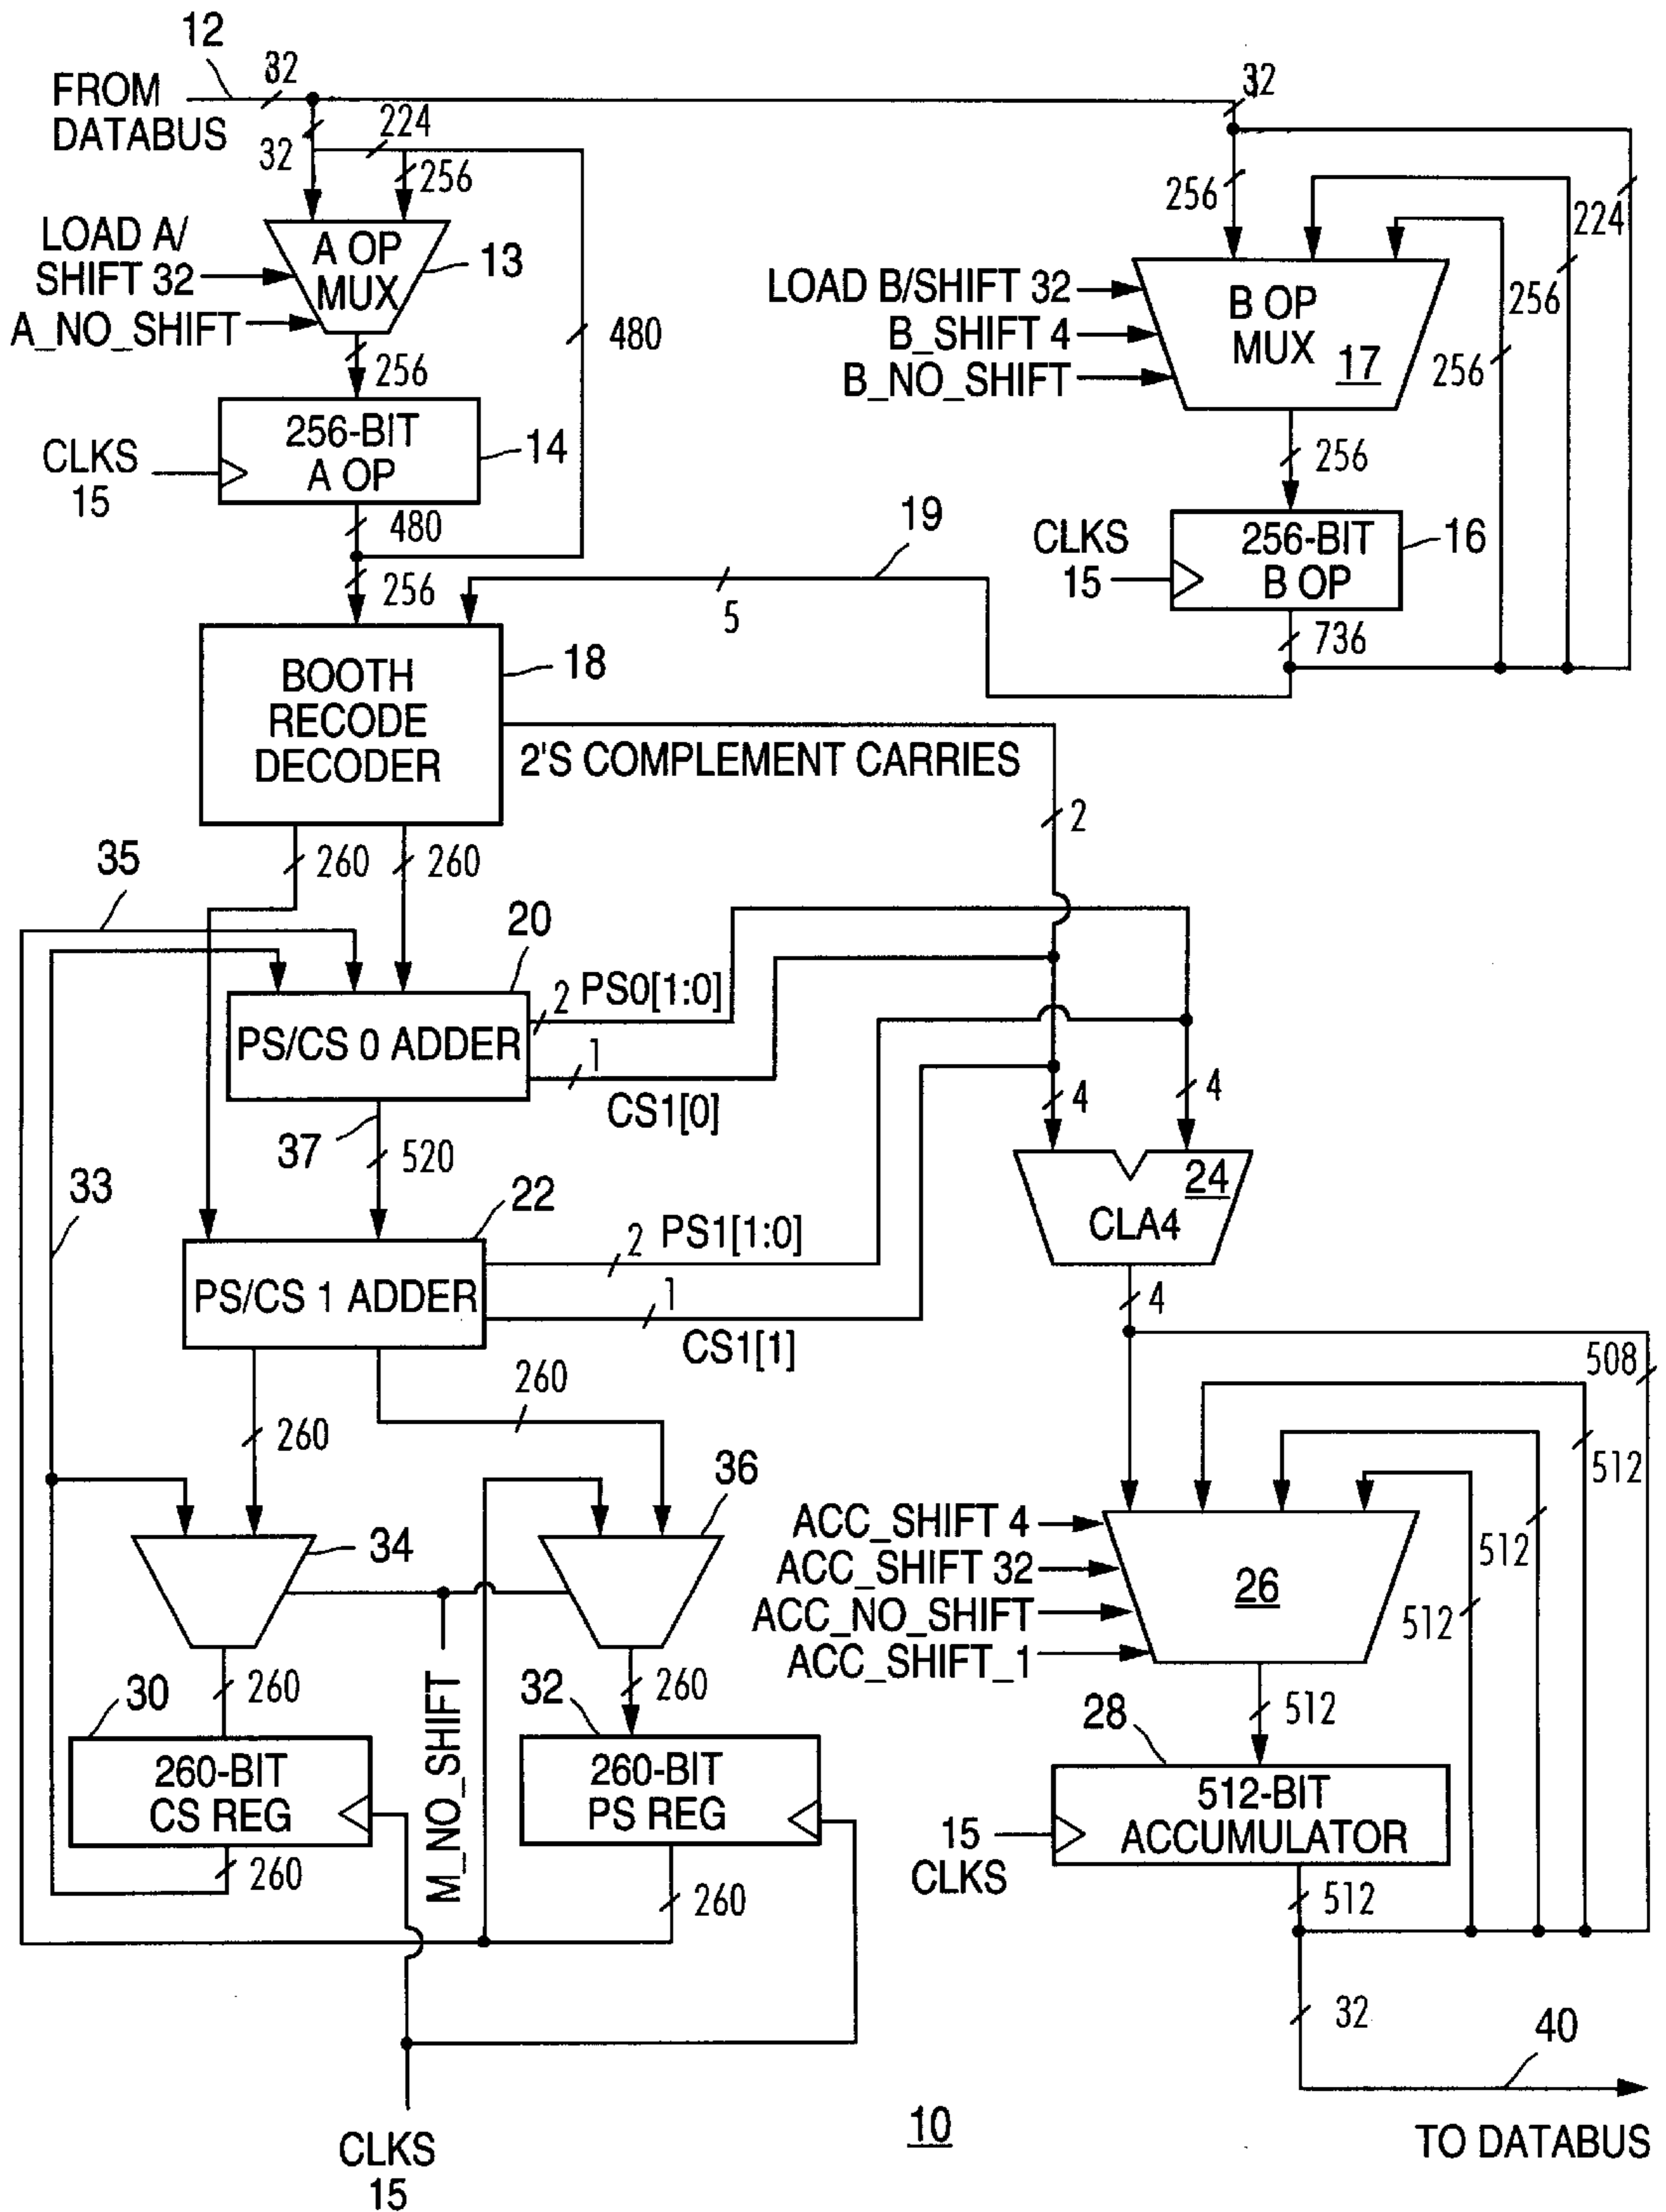 12
FROM
DATABUS
32
32
224
256
LOAD A/
SHIFT 32
A_NO_SHIFT
A OP
MUX
13
480
256
256-BIT
A OP
14
CLKS
15
480
256
32
256
224
256
256
LOAD B/SHIFT 32
B_SHIFT 4
B_NO_SHIFT
B OP
MUX
17
256
CLKS
15
256-BIT
B OP
16
736
19
5
BOOTH
RECODE
DECODER
18
2'S COMPLEMENT CARRIES
2
260
260
35
20
PS/CS 0 ADDER
2
PS0[1:0]
1
CS1[0]
37
520
4
4
33
22
PS/CS 1 ADDER
2
PS1[1:0]
1
CS1[1]
24
CLA4
4
508
260
260
512
512
512
34
36
M_NO_SHIFT
ACC_SHIFT 4
ACC_SHIFT 32
ACC_NO_SHIFT
ACC_SHIFT_1
26
512
30
260
260-BIT
CS REG
260
32
260
260-BIT
PS REG
260
28
512-BIT
ACCUMULATOR
15
CLKS
512
32
40
TO DATABUS
CLKS
15
10